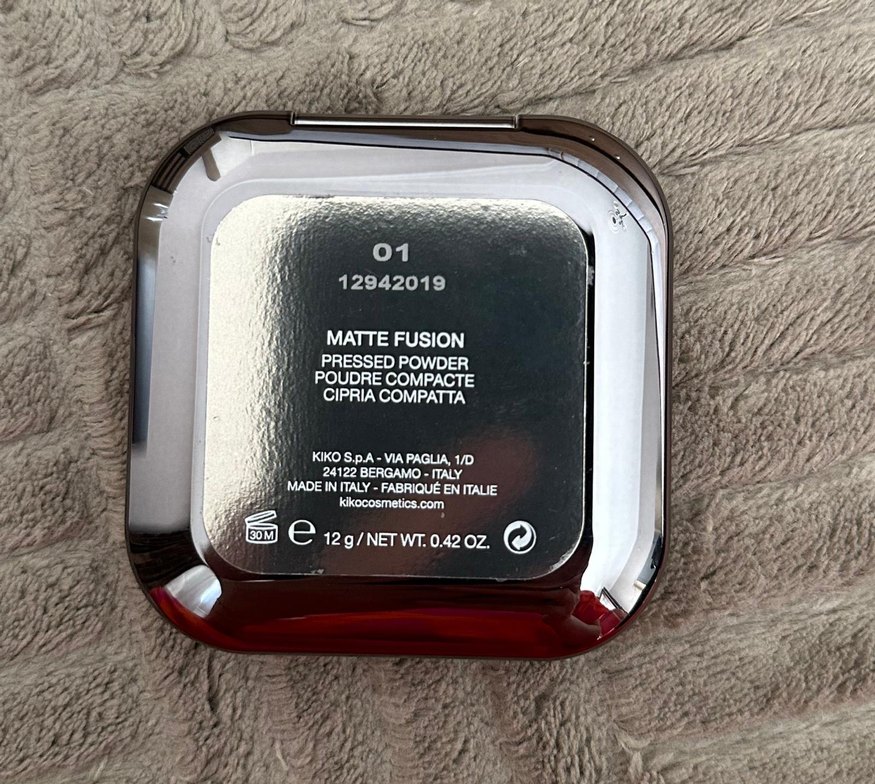 01
12942019
MATTE FUSION
PRESSED POWDER
POUDRE COMPACTE
CIPRIA COMPATTA
KIKO S.p.A - VIA PAGLIA, 1/D
24122 BERGAMO - ITALY
MADE IN ITALY - FABRIQUÉ EN ITALIE
kikocosmetics.com
30 M e 12 g / NET WT. 0.42 OZ.